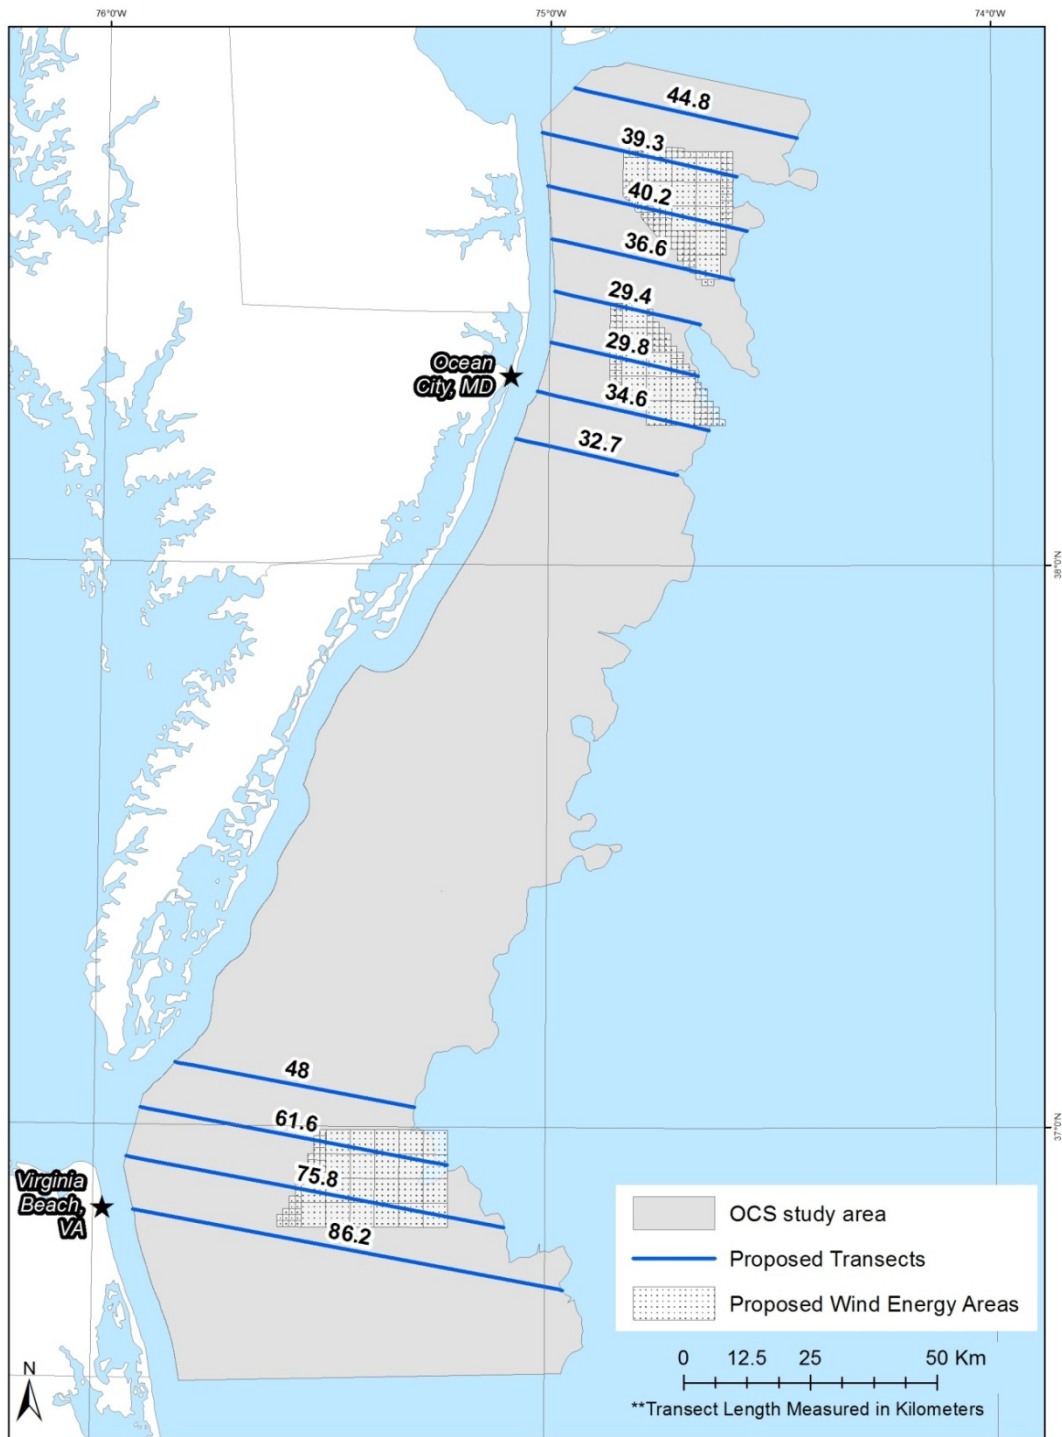 76°0'W
75°0'W
74°0'W
44.8
39.3
40.2
36.6
29.4
29.8
34.6
32.7
Ocean
City, MD
38°0'N
48
61.6
75.8
86.2
37°0'N
Virginia
Beach,
VA
OCS study area
Proposed Transects
Proposed Wind Energy Areas
N
0 12.5 25 50 Km
**Transect Length Measured in Kilometers